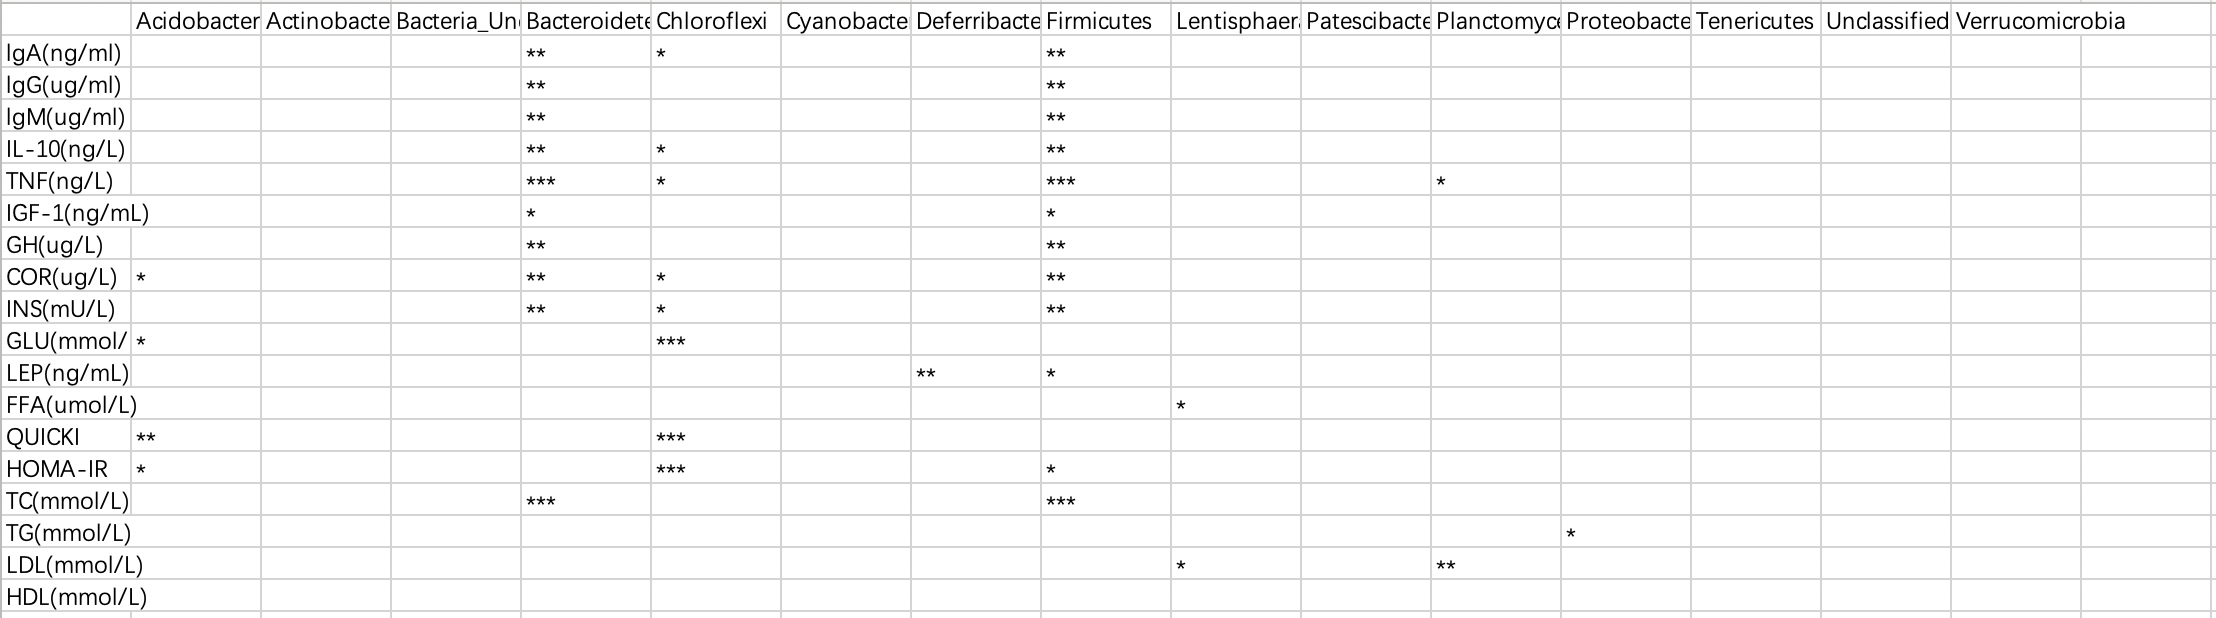 Acidobacter Actinobacte Bacteria_Un Bacteroidete Chloroflexi Cyanobacte Deferribacte Firmicutes Lentisphaer Patescibacte Planctomyce Proteobacte Tenericutes Unclassified Verrucomicrobia
IgA(ng/ml) ** * **
IgG(ug/ml) ** **
IgM(ug/ml) ** **
IL-10(ng/L) ** * **
TNF(ng/L) *** * *** *
IGF-1(ng/mL) * *
GH(ug/L) ** **
COR(ug/L) * ** * **
INS(mU/L) ** * **
GLU(mmol/ * ***
LEP(ng/mL) ** *
FFA(umol/L) *
QUICKI ** ***
HOMA-IR * *** *
TC(mmol/L) *** ***
TG(mmol/L) *
LDL(mmol/L) * **
HDL(mmol/L)